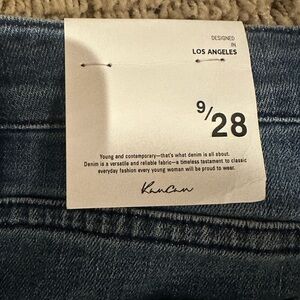 DESIGNED
IN
LOS ANGELES
9/28
Young and contemporary—that's what denim is all about.
Denim is a versatile and reliable fabric—a timeless testament to classic
everyday fashion every young woman will be proud to wear.
KanCan